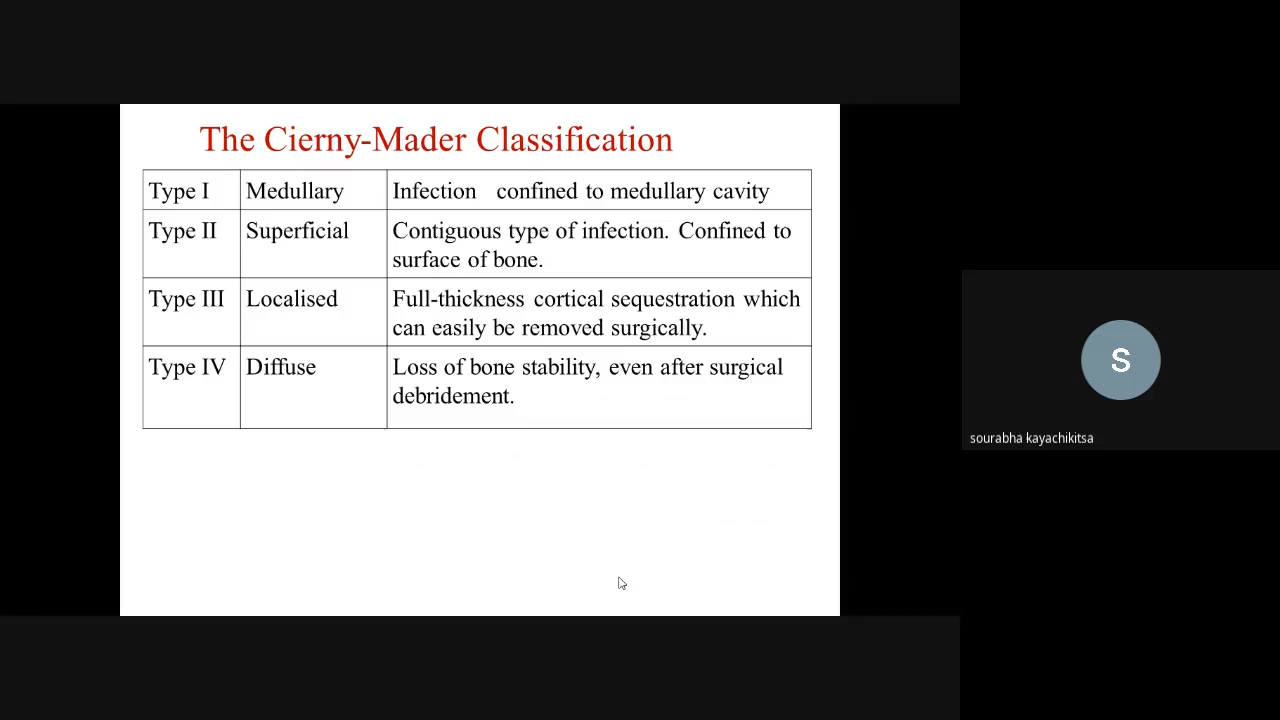 The Cierny-Mader Classification
Type I Medullary Infection confined to medullary cavity
Type II Superficial Contiguous type of infection. Confined to
surface of bone.
Type III Localised Full-thickness cortical sequestration which
can easily be removed surgically.
Type IV Diffuse Loss of bone stability, even after surgical
debridement.
S
sourabha kayachikitsa